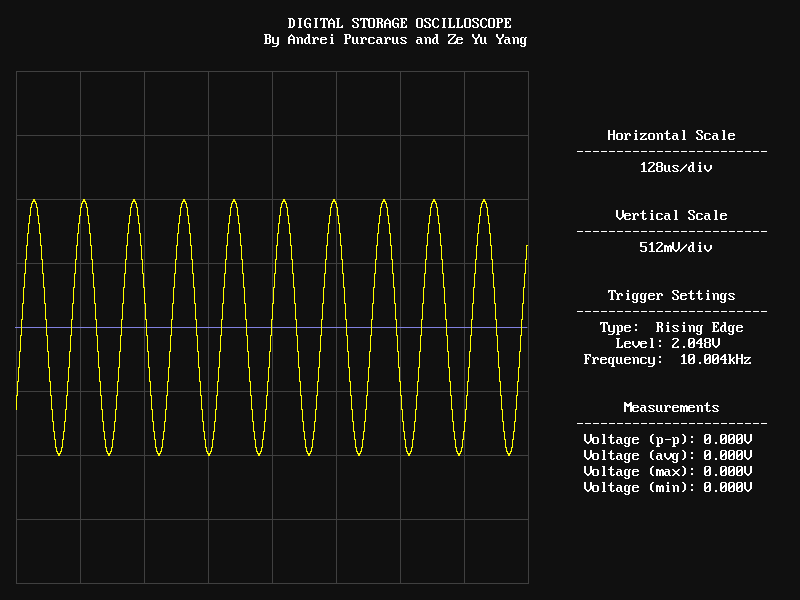 DIGITAL STORAGE OSCILLOSCOPE
By Andrei Purcarus and Ze Yu Yang
Horizontal Scale
------------------------
128us/div
Vertical Scale
------------------------
512mV/div
Trigger Settings
------------------------
Type:  Rising Edge
Level: 2.048V
Frequency:  10.004kHz
Measurements
------------------------
Voltage (p-p): 0.000V
Voltage (avg): 0.000V
Voltage (max): 0.000V
Voltage (min): 0.000V